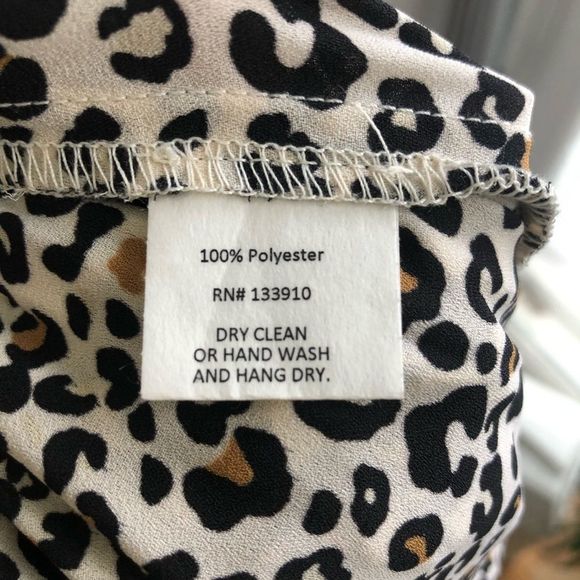 100% Polyester
RN# 133910
DRY CLEAN
OR HAND WASH
AND HANG DRY.